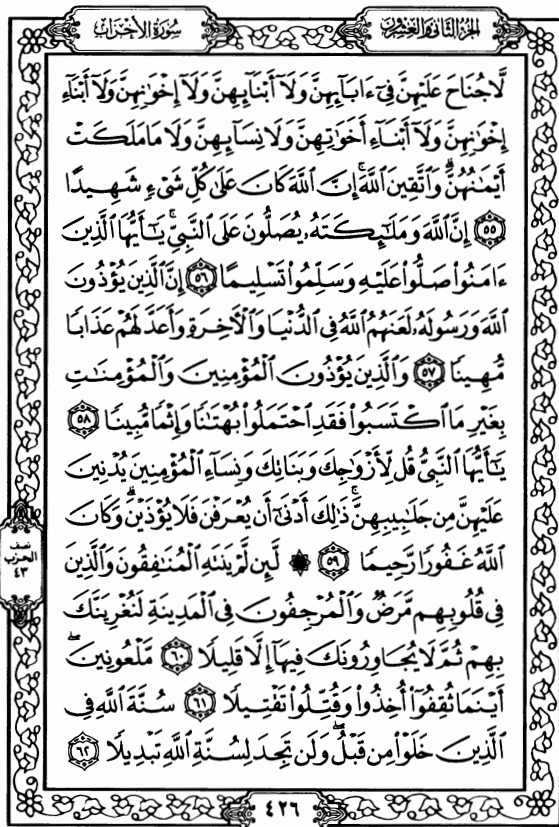 الجزء الثاني والعشرون
سورة الأحزاب
لَّا جُنَاحَ عَلَيْهِنَّ فِىٓ ءَابَآئِهِنَّ وَلَآ أَبْنَآئِهِنَّ وَلَآ إِخْوَٰنِهِنَّ وَلَآ أَبْنَآءِ
إِخْوَٰنِهِنَّ وَلَآ أَبْنَآءِ أَخَوَٰتِهِنَّ وَلَا نِسَآئِهِنَّ وَلَا مَا مَلَكَتْ
أَيْمَٰنُهُنَّ ۗ وَٱتَّقِينَ ٱللَّهَ ۚ إِنَّ ٱللَّهَ كَانَ عَلَىٰ كُلِّ شَىْءٍ شَهِيدًا
٥٥ إِنَّ ٱللَّهَ وَمَلَٰٓئِكَتَهُۥ يُصَلُّونَ عَلَى ٱلنَّبِىِّ ۚ يَٰٓأَيُّهَا ٱلَّذِينَ
ءَامَنُوا۟ صَلُّوا۟ عَلَيْهِ وَسَلِّمُوا۟ تَسْلِيمًا ٥٦ إِنَّ ٱلَّذِينَ يُؤْذُونَ
ٱللَّهَ وَرَسُولَهُۥ لَعَنَهُمُ ٱللَّهُ فِى ٱلدُّنْيَا وَٱلْءَاخِرَةِ وَأَعَدَّ لَهُمْ عَذَابًا
مُّهِينًا ٥٧ وَٱلَّذِينَ يُؤْذُونَ ٱلْمُؤْمِنِينَ وَٱلْمُؤْمِنَٰتِ
بِغَيْرِ مَا ٱكْتَسَبُوا۟ فَقَدِ ٱحْتَمَلُوا۟ بُهْتَٰنًا وَإِثْمًا مُّبِينًا ٥٨
يَٰٓأَيُّهَا ٱلنَّبِىُّ قُل لِّأَزْوَٰجِكَ وَبَنَاتِكَ وَنِسَآءِ ٱلْمُؤْمِنِينَ يُدْنِينَ
عَلَيْهِنَّ مِن جَلَٰبِيبِهِنَّ ۚ ذَٰلِكَ أَدْنَىٰٓ أَن يُعْرَفْنَ فَلَا يُؤْذَيْنَ ۗ وَكَانَ
ٱللَّهُ غَفُورًا رَّحِيمًا ٥٩ ۞ لَّئِن لَّمْ يَنتَهِ ٱلْمُنَٰفِقُونَ وَٱلَّذِينَ
فِى قُلُوبِهِم مَّرَضٌ وَٱلْمُرْجِفُونَ فِى ٱلْمَدِينَةِ لَنُغْرِيَنَّكَ
بِهِمْ ثُمَّ لَا يُجَاوِرُونَكَ فِيهَآ إِلَّا قَلِيلًا ٦٠ مَّلْعُونِينَ ۖ
أَيْنَمَا ثُقِفُوٓا۟ أُخِذُوا۟ وَقُتِّلُوا۟ تَقْتِيلًا ٦١ سُنَّةَ ٱللَّهِ فِى
ٱلَّذِينَ خَلَوْا۟ مِن قَبْلُ ۖ وَلَن تَجِدَ لِسُنَّةِ ٱللَّهِ تَبْدِيلًا ٦٢
نصف
الحزب
٤٣
٤٢٦